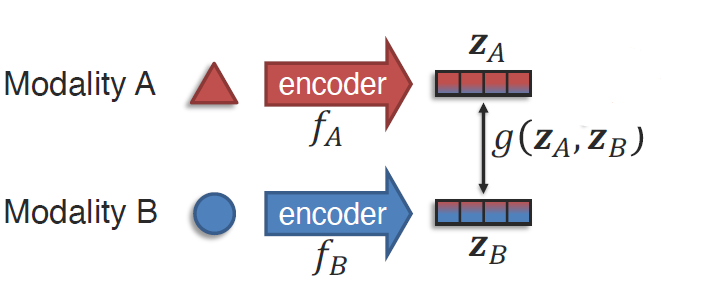 z_A
Modality A
encoder
f_A
g(z_A, z_B)
Modality B
encoder
f_B
z_B